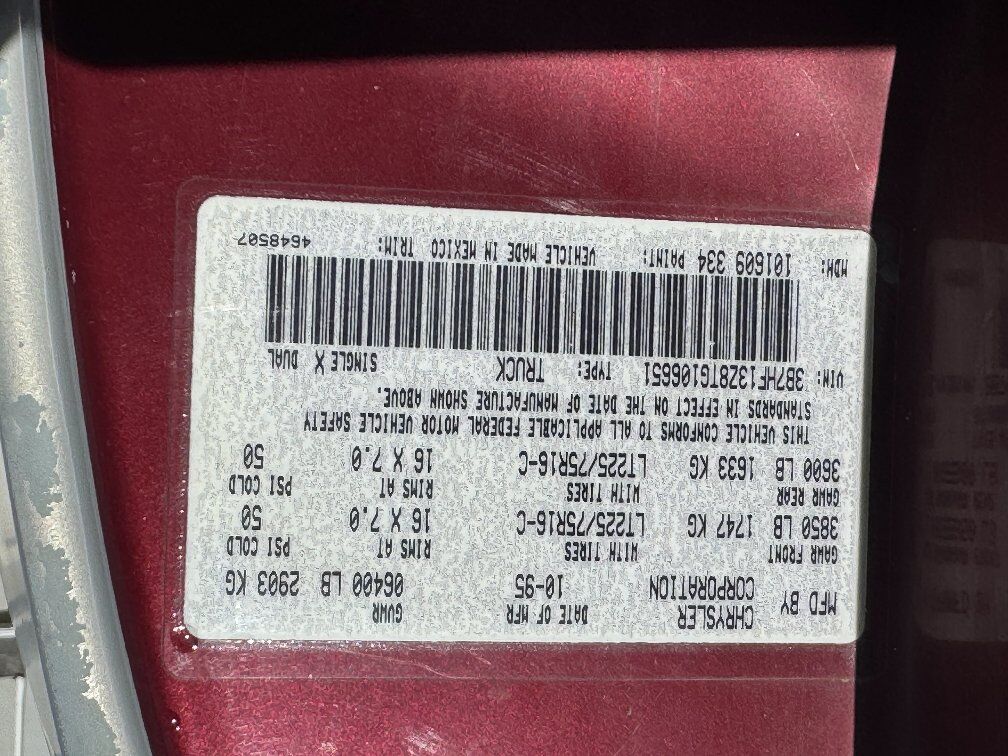 MFD BY CHRYSLER CORPORATION DATE OF MFR 10-95 GVWR 06400 LB 2903 KG
GAWR FRONT WITH TIRES RIMS AT PSI COLD
3850 LB 1747 KG LT225/75R16-C 16 X 7.0 50
GAWR REAR WITH TIRES RIMS AT PSI COLD
3600 LB 1633 KG LT225/75R16-C 16 X 7.0 50
THIS VEHICLE CONFORMS TO ALL APPLICABLE FEDERAL MOTOR VEHICLE SAFETY
STANDARDS IN EFFECT ON THE DATE OF MANUFACTURE SHOWN ABOVE.
VIN: 3B7HF13Z8TG106651 TYPE: TRUCK SINGLE X DUAL
MDH: 101609 334 PAINT: VEHICLE MADE IN MEXICO TRIM: 4648507